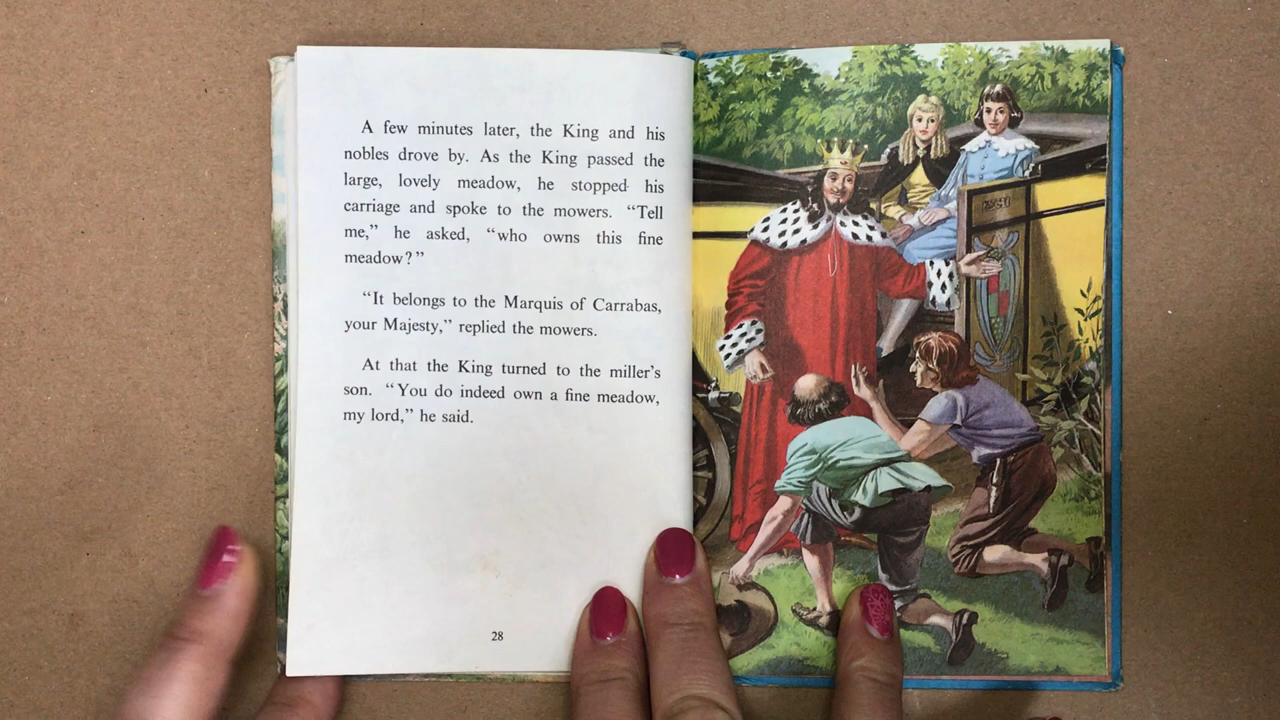 A few minutes later, the King and his
nobles drove by. As the King passed the
large, lovely meadow, he stopped his
carriage and spoke to the mowers. “Tell
me,” he asked, “who owns this fine
meadow?”
“It belongs to the Marquis of Carrabas,
your Majesty,” replied the mowers.
At that the King turned to the miller’s
son. “You do indeed own a fine meadow,
my lord,” he said.
28